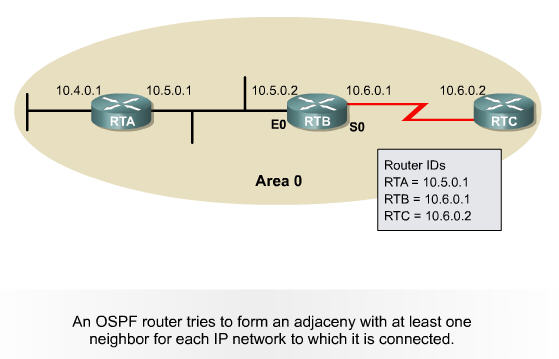 10.4.0.1 10.5.0.1 10.5.0.2 10.6.0.1 10.6.0.2
RTA RTB RTC
E0 S0
Area 0
Router IDs
RTA = 10.5.0.1
RTB = 10.6.0.1
RTC = 10.6.0.2
An OSPF router tries to form an adjaceny with at least one
neighbor for each IP network to which it is connected.